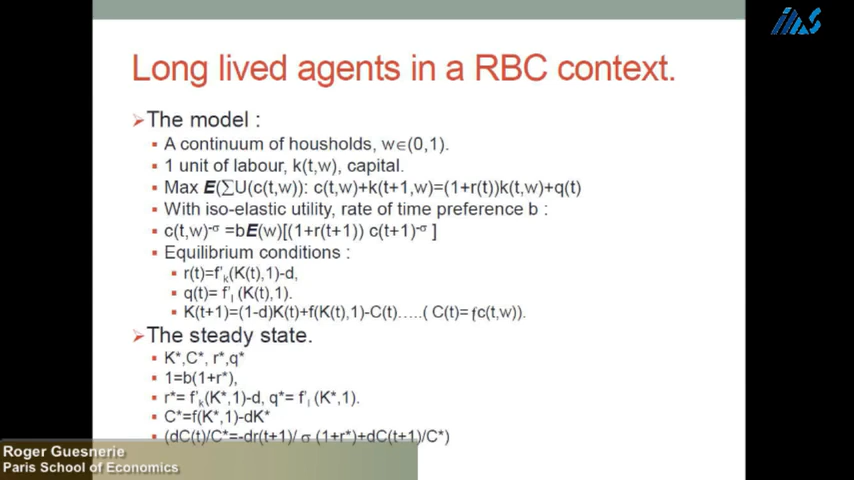 IHS
Long lived agents in a RBC context.
The model :
A continuum of housholds, w∈(0,1).
1 unit of labour, k(t,w), capital.
Max E(∑U(c(t,w)): c(t,w)+k(t+1,w)=(1+r(t))k(t,w)+q(t)
With iso-elastic utility, rate of time preference b :
c(t,w)^-σ =bE(w)[(1+r(t+1)) c(t+1)^-σ ]
Equilibrium conditions :
r(t)=f'k(K(t),1)-d,
q(t)= f'l (K(t),1).
K(t+1)=(1-d)K(t)+f(K(t),1)-C(t).....( C(t)= ƒc(t,w)).
The steady state.
K*,C*, r*,q*
1=b(1+r*),
r*= f'k(K*,1)-d, q*= f'l (K*,1).
C*=f(K*,1)-dK*
(dC(t)/C*=-dr(t+1)/ σ (1+r*)+dC(t+1)/C*)
Roger Guesnerie
Paris School of Economics